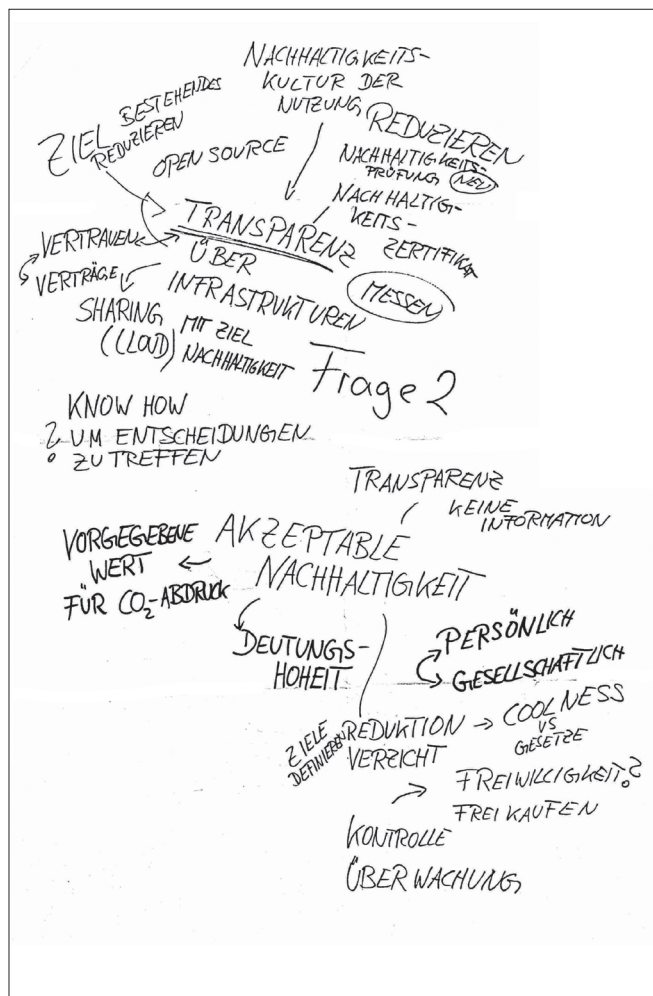 NACHHALTIGKEITS-
KULTUR DER
NUTZUNG
ZIEL BESTEHENDES
REDUZIEREN
OPEN SOURCE
REDUZIEREN
NACHHALTIGKEITS-
PRÜFUNG NEU
NACHHALTIG-
KEITS-
ZERTIFIKAT
TRANSPARENZ
ÜBER
INFRASTRUKTUREN
MESSEN
VERTRAUEN
VERTRÄGE
SHARING
(CLOUD)
MIT ZIEL
NACHHALTIGKEIT
Frage 2
KNOW HOW
? UM ENTSCHEIDUNGEN
ZU TREFFEN
TRANSPARENZ
KEINE
INFORMATION
AKZEPTABLE
NACHHALTIGKEIT
VORGEGEBENE
WERT
FÜR CO₂-ABDRUCK
DEUTUNGS-
HOHEIT
PERSÖNLICH
GESELLSCHAFTLICH
ZIELE
DEFINIEREN
REDUKTION
VERZICHT
COOLNESS
VS
GESETZE
FREIWILLIGKEIT?
FREIKAUFEN
KONTROLLE
ÜBERWACHUNG